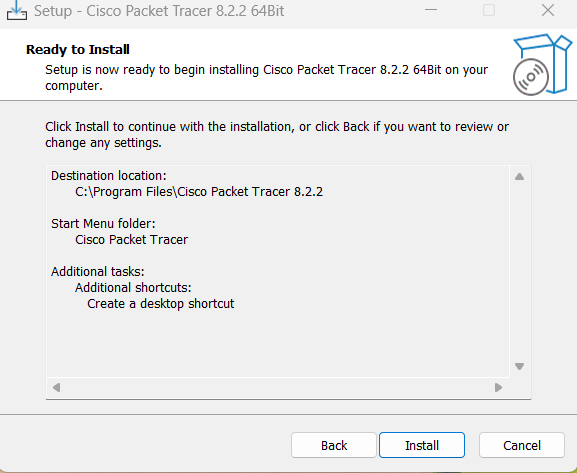 Setup - Cisco Packet Tracer 8.2.2 64Bit
Ready to Install
Setup is now ready to begin installing Cisco Packet Tracer 8.2.2 64Bit on your
computer.
Click Install to continue with the installation, or click Back if you want to review or
change any settings.
Destination location:
C:\Program Files\Cisco Packet Tracer 8.2.2
Start Menu folder:
Cisco Packet Tracer
Additional tasks:
Additional shortcuts:
Create a desktop shortcut
Back
Install
Cancel